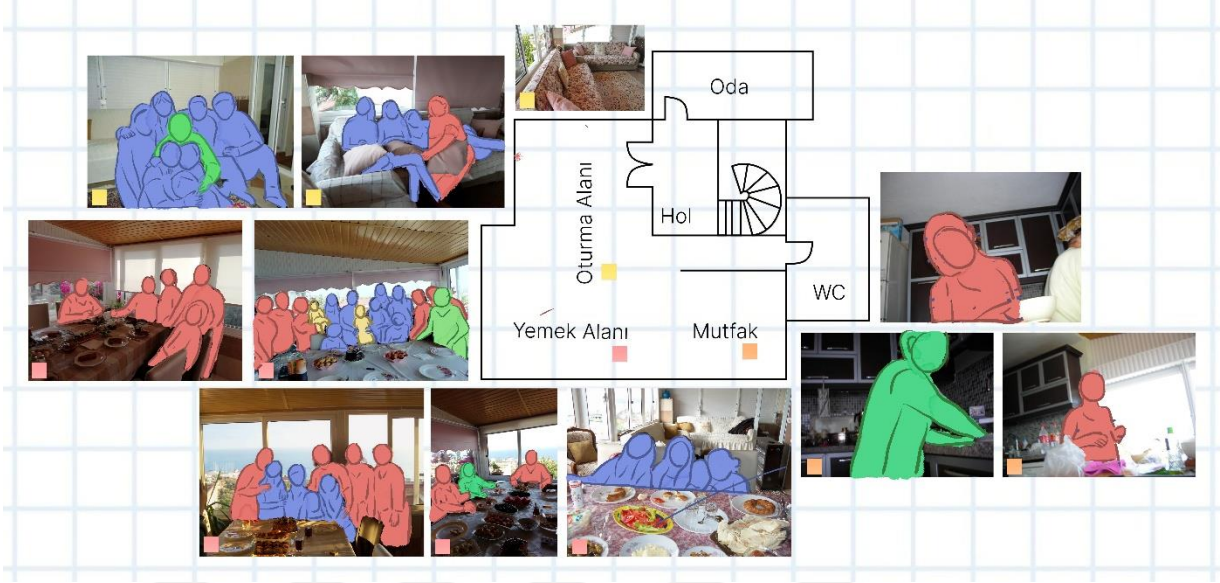 Oda
Oturma Alanı
Hol
WC
Yemek Alanı
Mutfak